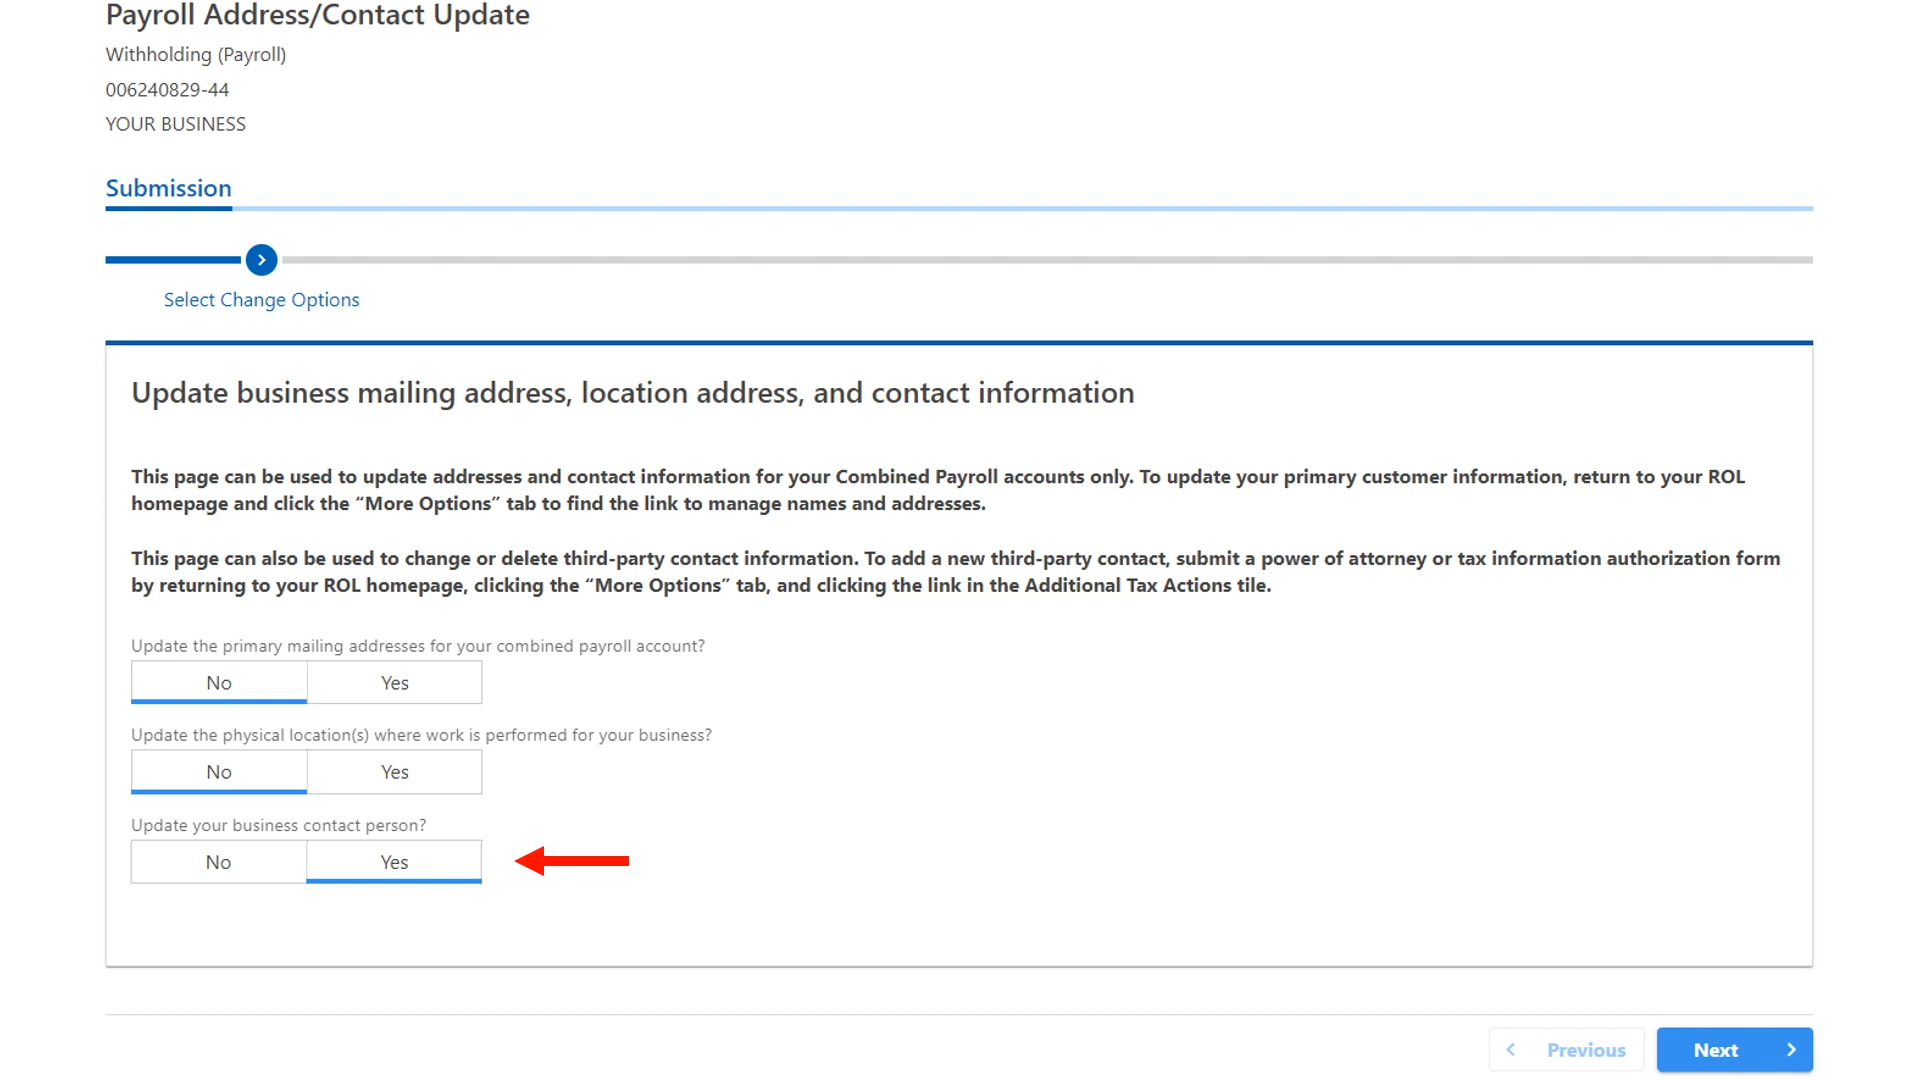 Payroll Address/Contact Update
Withholding (Payroll)
006240829-44
YOUR BUSINESS
Submission
Select Change Options
Update business mailing address, location address, and contact information
This page can be used to update addresses and contact information for your Combined Payroll accounts only. To update your primary customer information, return to your ROL
homepage and click the “More Options” tab to find the link to manage names and addresses.
This page can also be used to change or delete third-party contact information. To add a new third-party contact, submit a power of attorney or tax information authorization form
by returning to your ROL homepage, clicking the “More Options” tab, and clicking the link in the Additional Tax Actions tile.
Update the primary mailing addresses for your combined payroll account?
No Yes
Update the physical location(s) where work is performed for your business?
No Yes
Update your business contact person?
No Yes
Previous Next